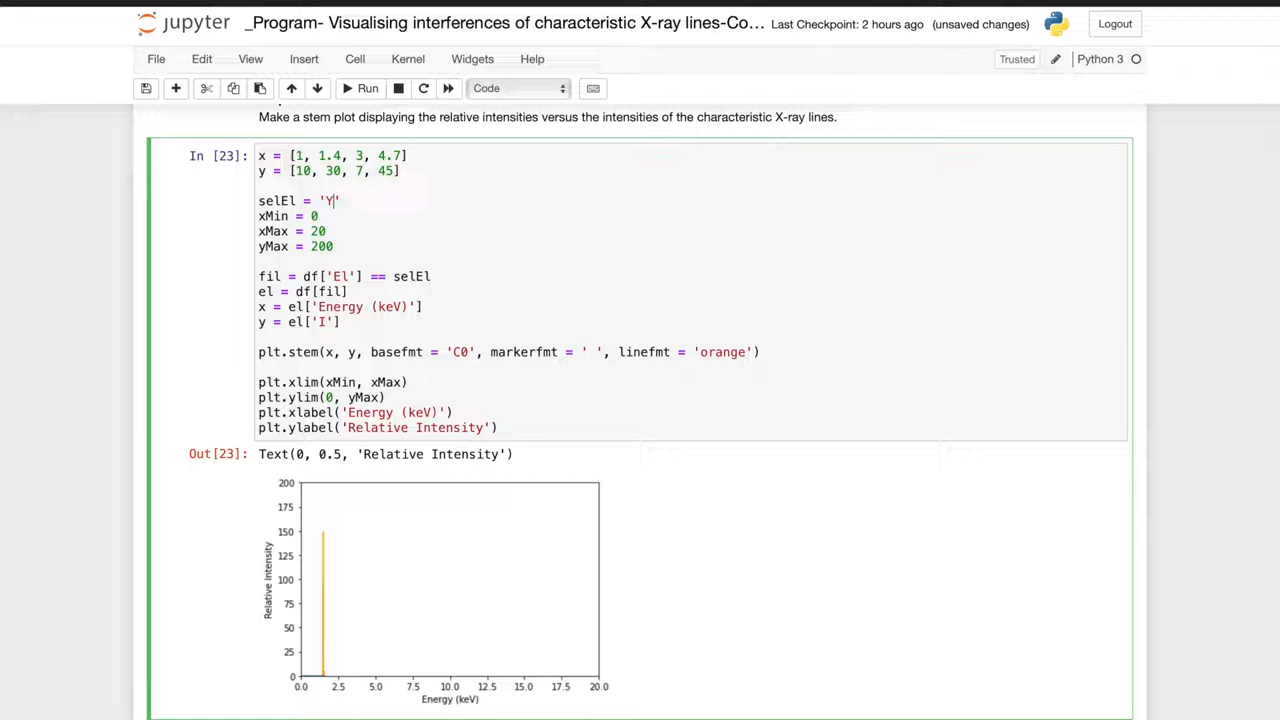 jupyter _Program- Visualising interferences of characteristic X-ray lines-Co... Last Checkpoint: 2 hours ago (unsaved changes) Logout
File Edit View Insert Cell Kernel Widgets Help Trusted Python 3
Run Code
Make a stem plot displaying the relative intensities versus the intensities of the characteristic X-ray lines.
In [23]: x = [1, 1.4, 3, 4.7]
y = [10, 30, 7, 45]
selEl = 'Y'
xMin = 0
xMax = 20
yMax = 200
fil = df['El'] == selEl
el = df[fil]
x = el['Energy (keV)']
y = el['I']
plt.stem(x, y, basefmt = 'C0', markerfmt = ' ', linefmt = 'orange')
plt.xlim(xMin, xMax)
plt.ylim(0, yMax)
plt.xlabel('Energy (keV)')
plt.ylabel('Relative Intensity')
Out[23]: Text(0, 0.5, 'Relative Intensity')
200
175
150
125
100
75
50
25
0
Relative Intensity
0.0 2.5 5.0 7.5 10.0 12.5 15.0 17.5 20.0
Energy (keV)